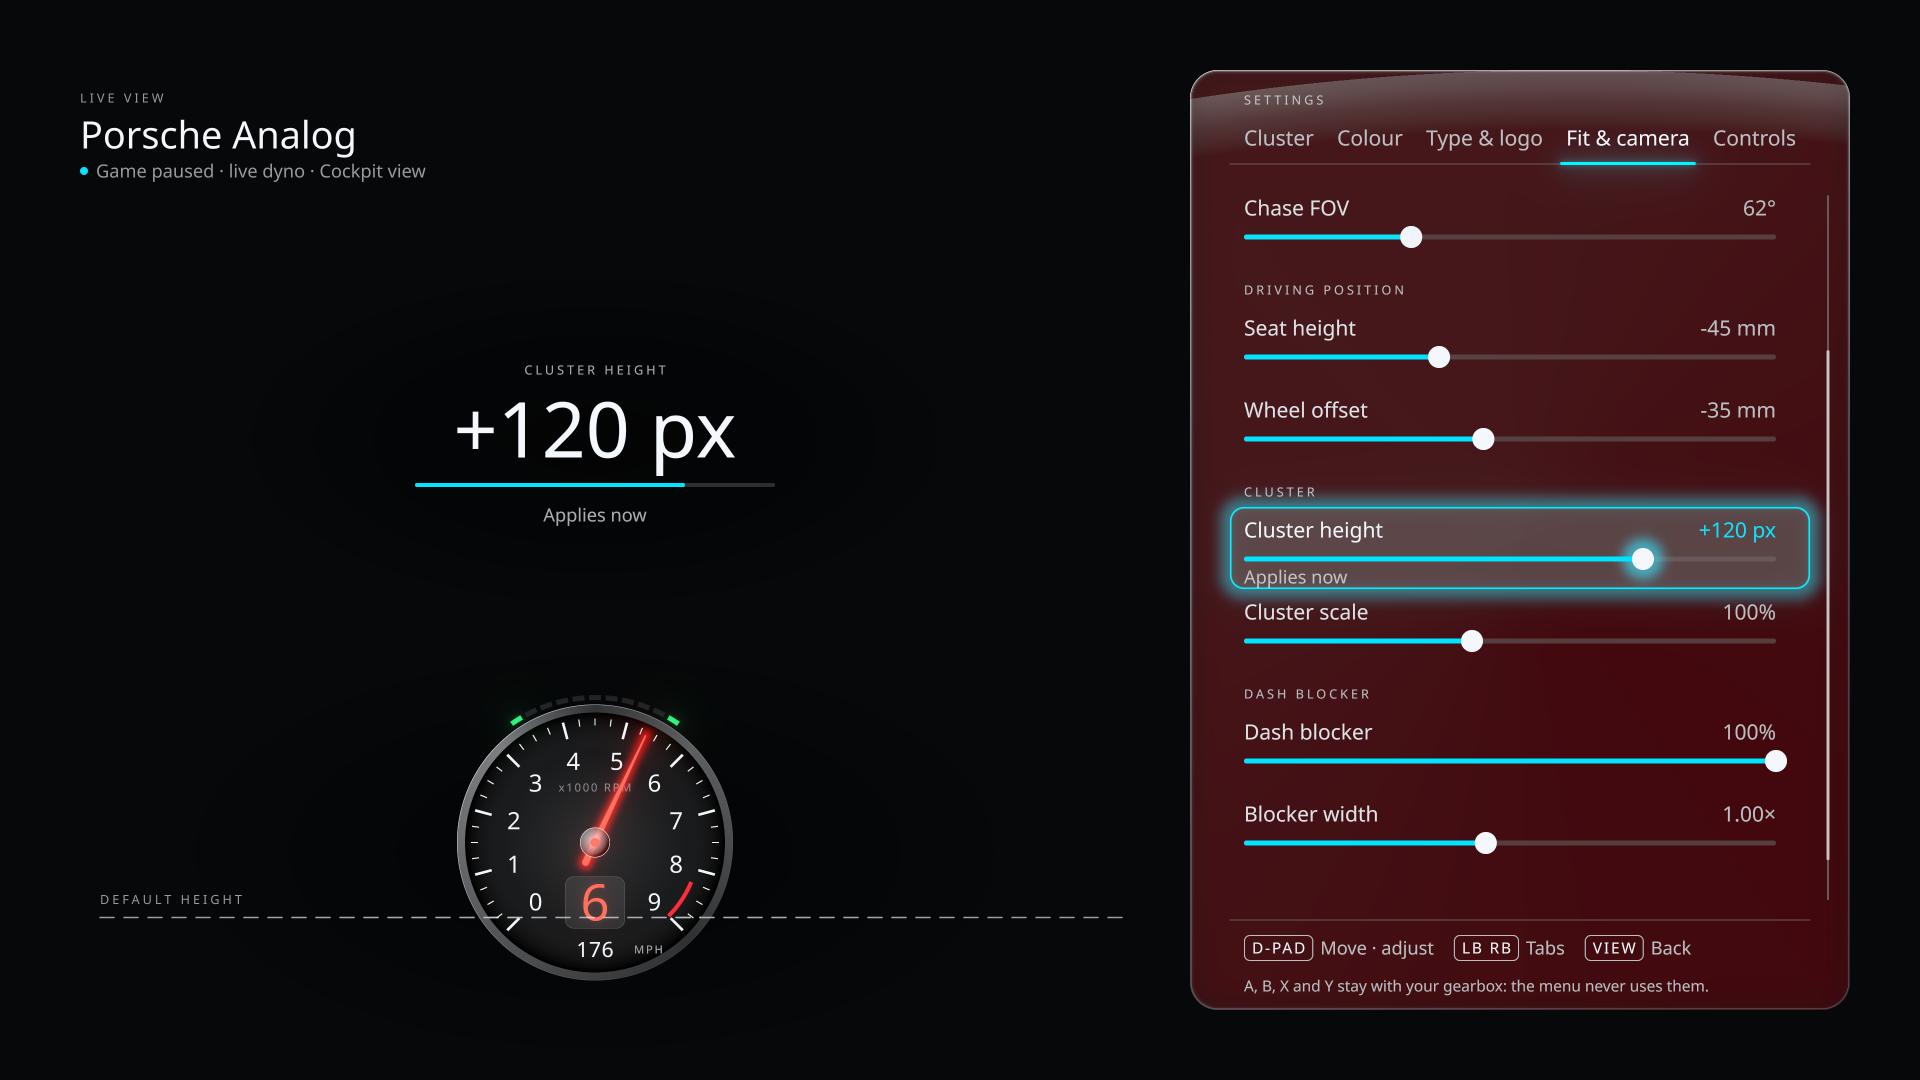 LIVE VIEW
Porsche Analog
Game paused · live dyno · Cockpit view
CLUSTER HEIGHT
+120 px
Applies now
4 5
3 6
x1000 RPM
2 7
1 8
0 6 9
176 MPH
DEFAULT HEIGHT
SETTINGS
Cluster Colour Type & logo Fit & camera Controls
Chase FOV 62°
DRIVING POSITION
Seat height -45 mm
Wheel offset -35 mm
CLUSTER
Cluster height +120 px
Applies now
Cluster scale 100%
DASH BLOCKER
Dash blocker 100%
Blocker width 1.00×
D-PAD Move · adjust LB RB Tabs VIEW Back
A, B, X and Y stay with your gearbox: the menu never uses them.